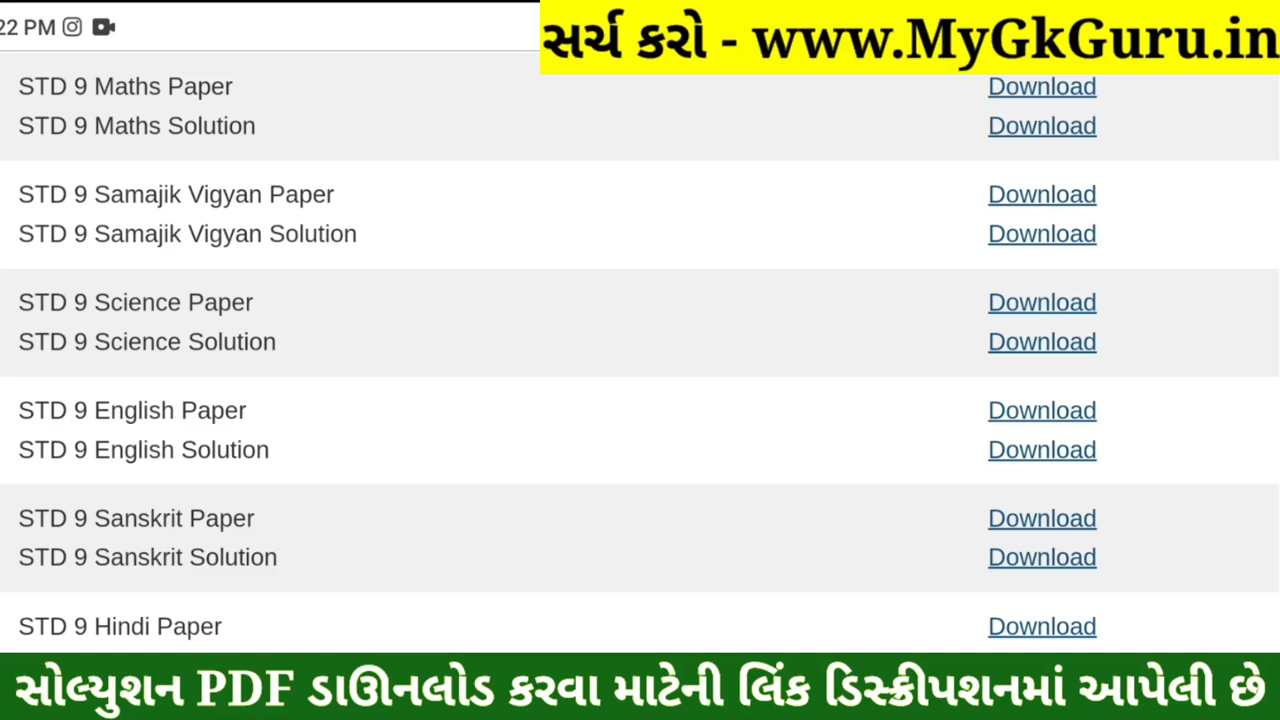 22 PM
સર્ચ કરો - www.MyGkGuru.in
STD 9 Maths Paper Download
STD 9 Maths Solution Download
STD 9 Samajik Vigyan Paper Download
STD 9 Samajik Vigyan Solution Download
STD 9 Science Paper Download
STD 9 Science Solution Download
STD 9 English Paper Download
STD 9 English Solution Download
STD 9 Sanskrit Paper Download
STD 9 Sanskrit Solution Download
STD 9 Hindi Paper Download
સોલ્યુશન PDF ડાઊનલોડ કરવા માટેની લિંક ડિસ્ક્રીપશનમાં આપેલી છે